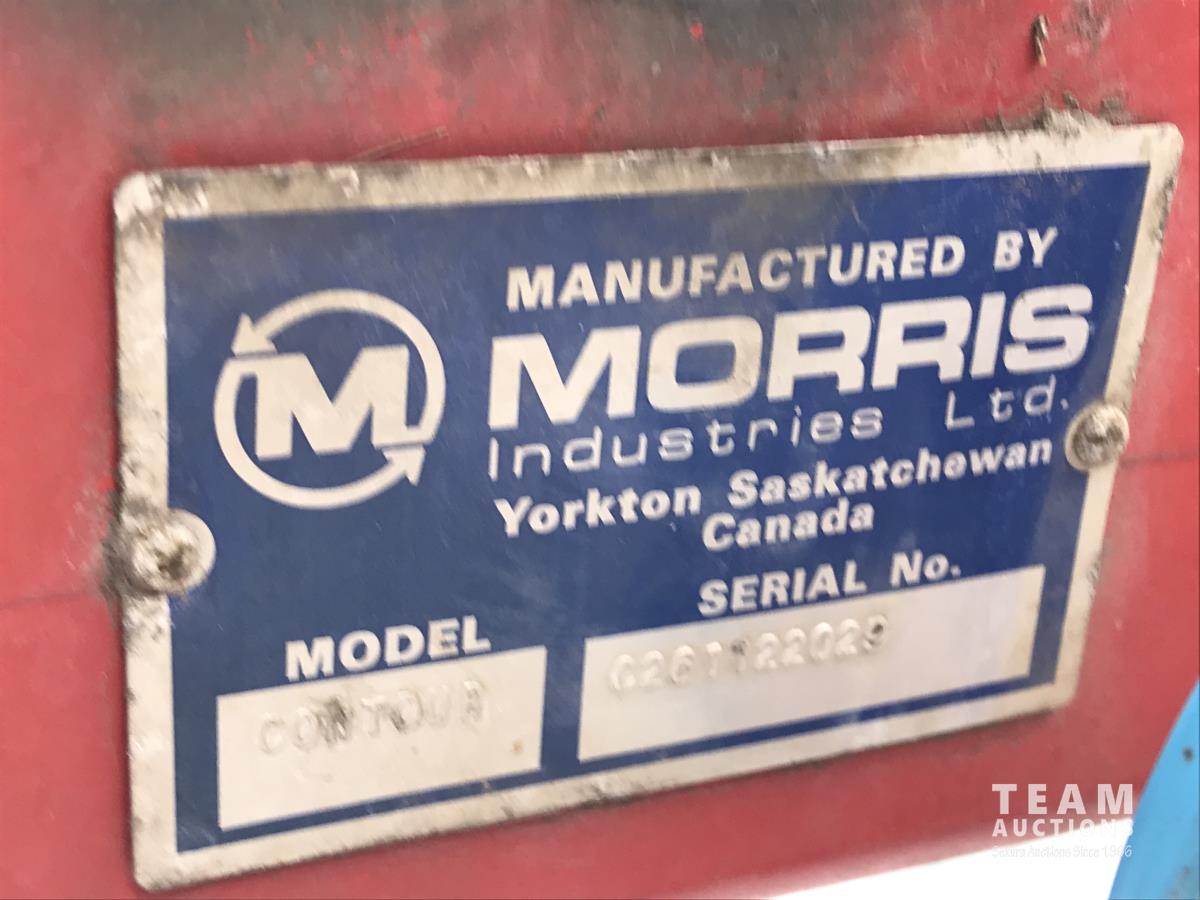 MANUFACTURED BY
M
MORRIS
Industries Ltd.
Yorkton Saskatchewan
Canada
SERIAL No.
MODEL
CONTOUR
TEAM
AUCTIONS